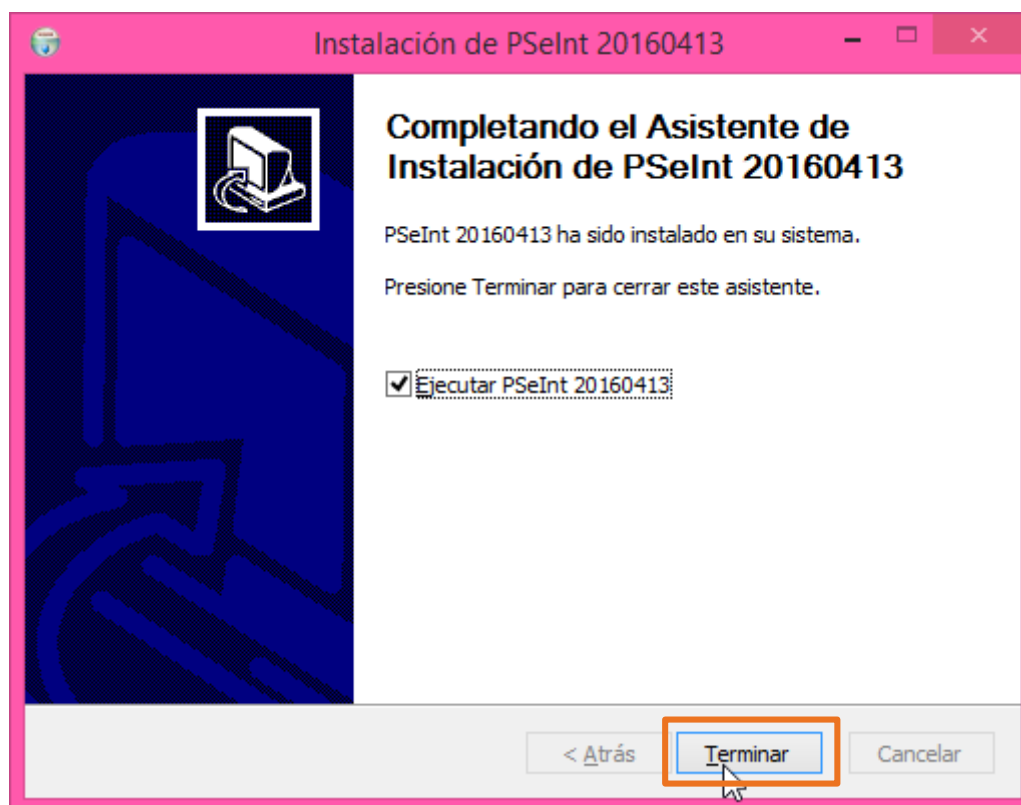 Instalación de PSeInt 20160413
Completando el Asistente de
Instalación de PSeInt 20160413
PSeInt 20160413 ha sido instalado en su sistema.
Presione Terminar para cerrar este asistente.
Ejecutar PSeInt 20160413
< Atrás Terminar Cancelar